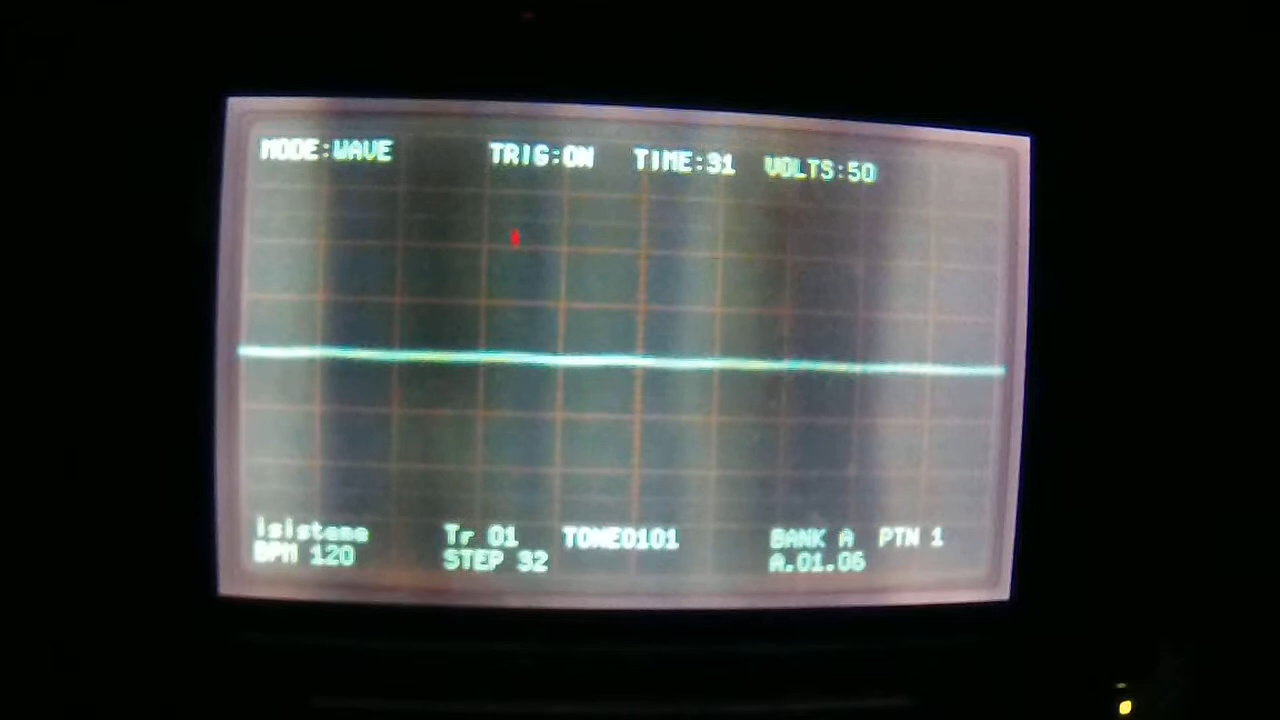 MODE:WAVE TRIG:ON TIME:31 VOLTS:50
isisteme Tr 01 TONE0101 BANK A PTN 1
BPM 120 STEP 32 A.01.06